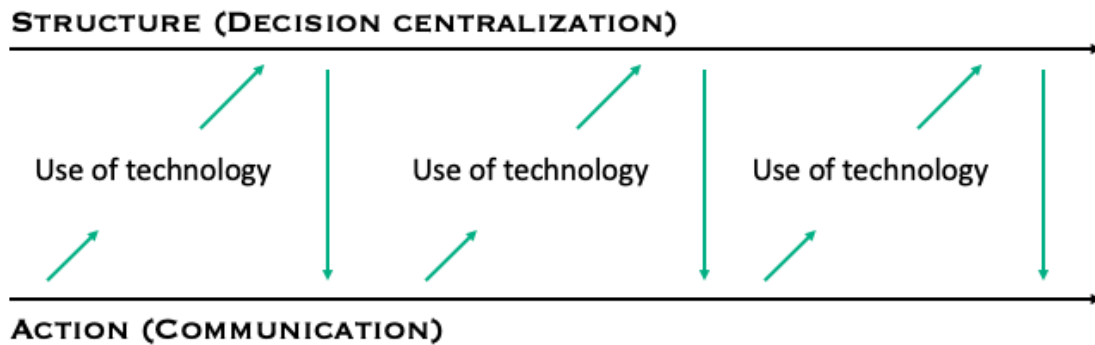 STRUCTURE (DECISION CENTRALIZATION)
Use of technology
Use of technology
Use of technology
ACTION (COMMUNICATION)